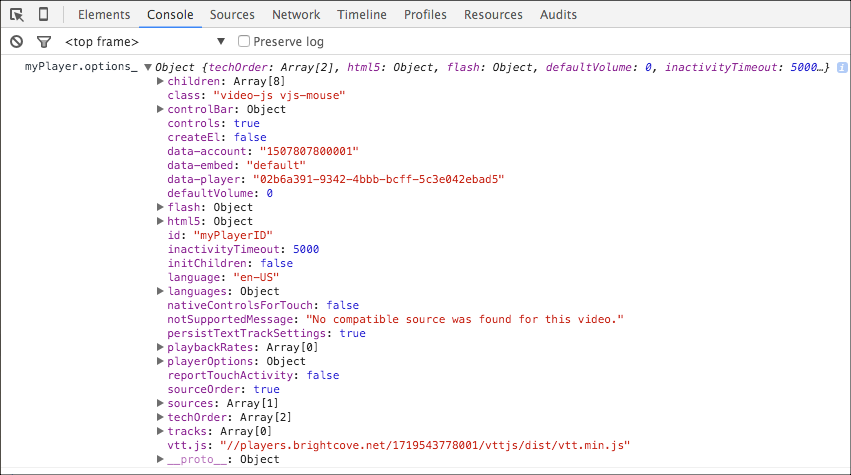 Elements Console Sources Network Timeline Profiles Resources Audits
<top frame> Preserve log
myPlayer.options_ Object {techOrder: Array[2], html5: Object, flash: Object, defaultVolume: 0, inactivityTimeout: 5000…} i
children: Array[8]
class: "video-js vjs-mouse"
controlBar: Object
controls: true
createEl: false
data-account: "1507807800001"
data-embed: "default"
data-player: "02b6a391-9342-4bbb-bcff-5c3e042ebad5"
defaultVolume: 0
flash: Object
html5: Object
id: "myPlayerID"
inactivityTimeout: 5000
initChildren: false
language: "en-US"
languages: Object
nativeControlsForTouch: false
notSupportedMessage: "No compatible source was found for this video."
persistTextTrackSettings: true
playbackRates: Array[0]
playerOptions: Object
reportTouchActivity: false
sourceOrder: true
sources: Array[1]
techOrder: Array[2]
tracks: Array[0]
vtt.js: "//players.brightcove.net/1719543778001/vttjs/dist/vtt.min.js"
__proto__: Object